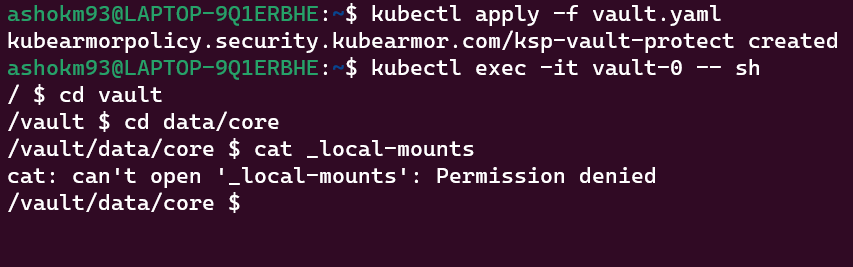 ashokm93@LAPTOP-9Q1ERBHE:~$ kubectl apply -f vault.yaml
kubearmorpolicy.security.kubearmor.com/ksp-vault-protect created
ashokm93@LAPTOP-9Q1ERBHE:~$ kubectl exec -it vault-0 -- sh
/ $ cd vault
/vault $ cd data/core
/vault/data/core $ cat _local-mounts
cat: can't open '_local-mounts': Permission denied
/vault/data/core $